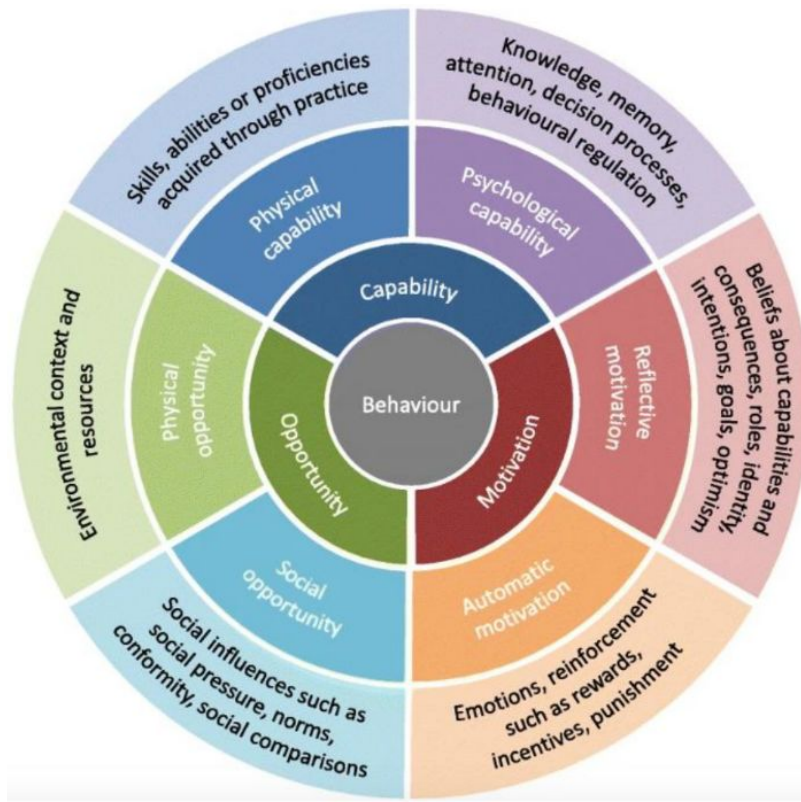 Behaviour
Capability
Opportunity
Motivation
Physical
capability
Psychological
capability
Reflective
motivation
Automatic
motivation
Social
opportunity
Physical
opportunity
Skills, abilities or proficiencies
acquired through practice
Knowledge, memory,
attention, decision processes,
behavioural regulation
Beliefs about capabilities and
consequences, roles, identity,
intentions, goals, optimism
Emotions, reinforcement
such as rewards,
incentives, punishment
Social influences such as
social pressure, norms,
conformity, social comparisons
Environmental context and
resources